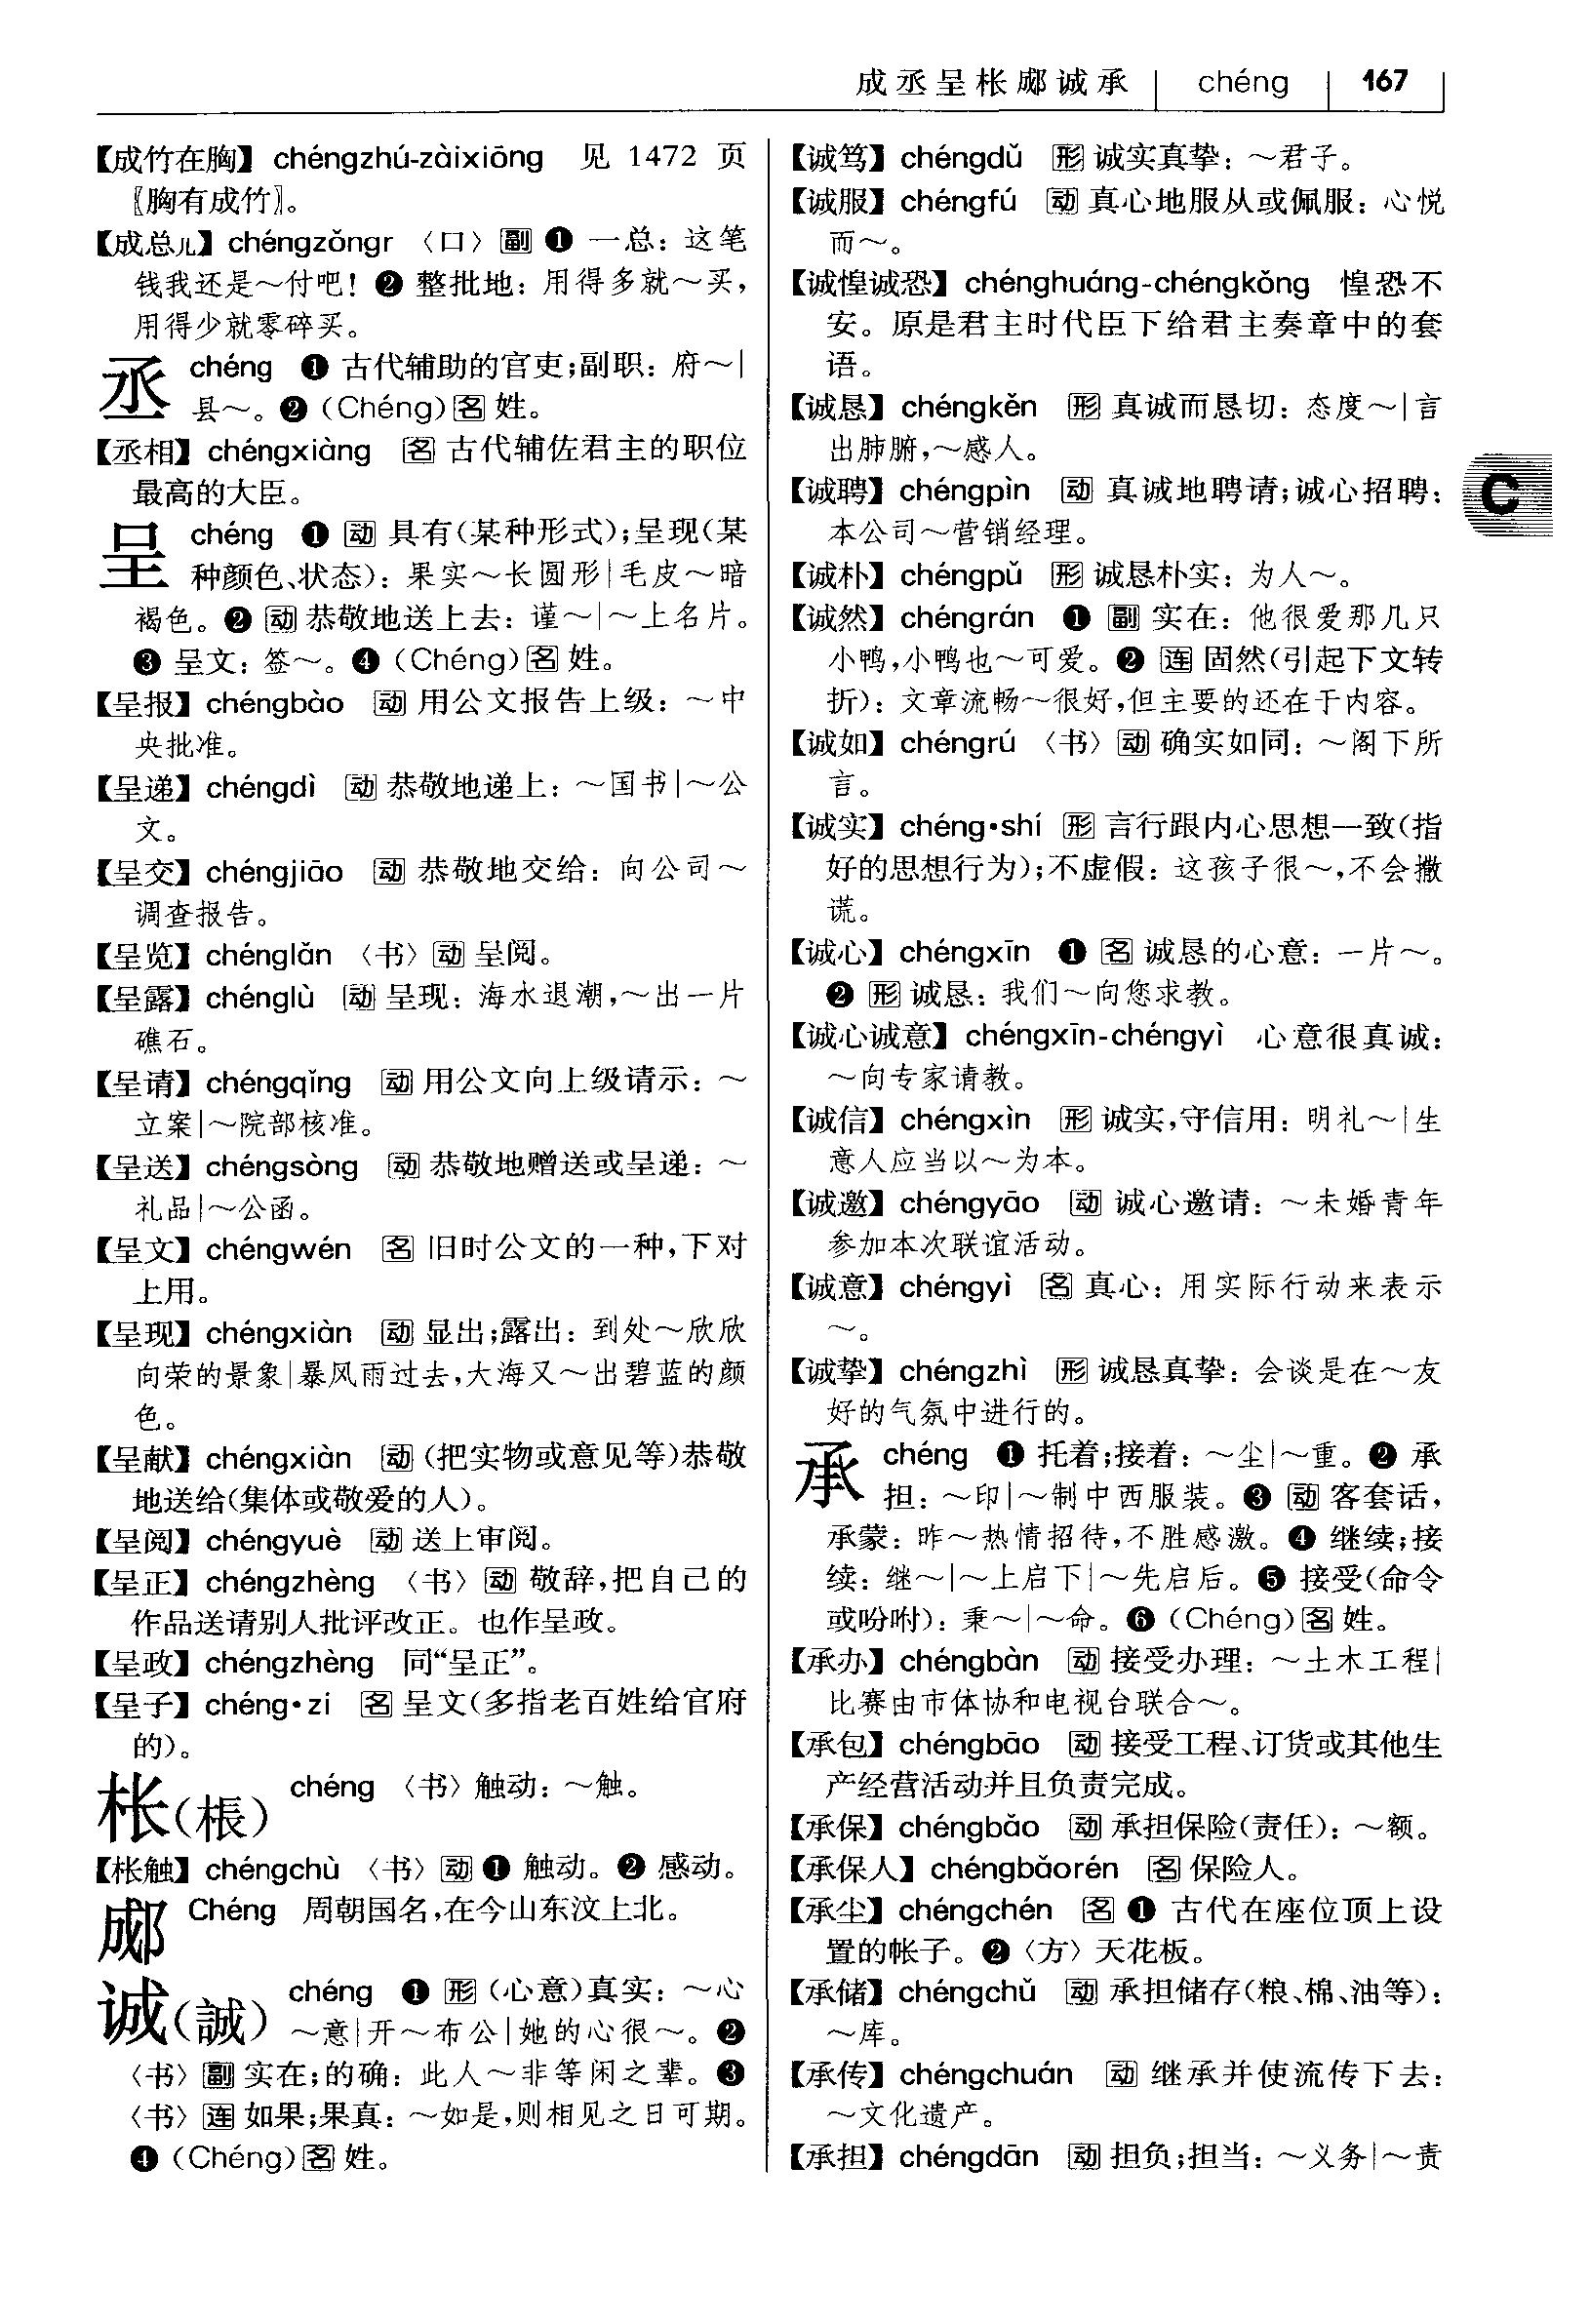 成丞呈枨郕诚承 | chéng | 167
【成竹在胸】 chéngzhú-zàixiōng 见 1472 页
〖胸有成竹〗。
【成总儿】 chéngzǒngr 〈口〉 副 ❶ 一总：这笔
钱我还是～付吧！❷ 整批地：用得多就～买，
用得少就零碎买。
丞 chéng ❶ 古代辅助的官吏；副职：府～|
县～。❷ (Chéng) 名 姓。
【丞相】 chéngxiàng 名 古代辅佐君主的职位
最高的大臣。
呈 chéng ❶ 动 具有（某种形式）；呈现（某
种颜色、状态）：果实～长圆形|毛皮～暗
褐色。❷ 动 恭敬地送上去：谨～|～上名片。
❸ 呈文：签～。❹ (Chéng) 名 姓。
【呈报】 chéngbào 动 用公文报告上级：～中
央批准。
【呈递】 chéngdì 动 恭敬地递上：～国书|～公
文。
【呈交】 chéngjiāo 动 恭敬地交给：向公司～
调查报告。
【呈览】 chénglǎn 〈书〉 动 呈阅。
【呈露】 chénglù 动 呈现：海水退潮，～出一片
礁石。
【呈请】 chéngqǐng 动 用公文向上级请示：～
立案|～院部核准。
【呈送】 chéngsòng 动 恭敬地赠送或呈递：～
礼品|～公函。
【呈文】 chéngwén 名 旧时公文的一种，下对
上用。
【呈现】 chéngxiàn 动 显出；露出：到处～欣欣
向荣的景象|暴风雨过去，大海又～出碧蓝的颜
色。
【呈献】 chéngxiàn 动 （把实物或意见等）恭敬
地送给（集体或敬爱的人）。
【呈阅】 chéngyuè 动 送上审阅。
【呈正】 chéngzhèng 〈书〉 动 敬辞，把自己的
作品送请别人批评改正。也作呈政。
【呈政】 chéngzhèng 同“呈正”。
【呈子】 chéng·zi 名 呈文（多指老百姓给官府
的）。
枨（棖） chéng 〈书〉触动：～触。
【枨触】 chéngchù 〈书〉 动 ❶ 触动。❷ 感动。
郕 Chéng 周朝国名，在今山东汶上北。
诚（誠） chéng ❶ 形 （心意）真实：～心
～意|开～布公|她的心很～。❷
〈书〉 副 实在；的确：此人～非等闲之辈。❸
〈书〉 连 如果；果真：～如是，则相见之日可期。
❹ (Chéng) 名 姓。
【诚笃】 chéngdǔ 形 诚实真挚：～君子。
【诚服】 chéngfú 动 真心地服从或佩服：心悦
而～。
【诚惶诚恐】 chénghuáng-chéngkǒng 惶恐不
安。原是君主时代臣下给君主奏章中的套
语。
【诚恳】 chéngkěn 形 真诚而恳切：态度～|言
出肺腑，～感人。
【诚聘】 chéngpìn 动 真诚地聘请；诚心招聘：
本公司～营销经理。
【诚朴】 chéngpǔ 形 诚恳朴实：为人～。
【诚然】 chéngrán ❶ 副 实在：他很爱那几只
小鸭，小鸭也～可爱。❷ 连 固然（引起下文转
折）：文章流畅～很好，但主要的还在于内容。
【诚如】 chéngrú 〈书〉 动 确实如同：～阁下所
言。
【诚实】 chéng·shí 形 言行跟内心思想一致（指
好的思想行为）；不虚假：这孩子很～，不会撒
谎。
【诚心】 chéngxīn ❶ 名 诚恳的心意：一片～。
❷ 形 诚恳：我们～向您求教。
【诚心诚意】 chéngxīn-chéngyì 心意很真诚：
～向专家请教。
【诚信】 chéngxìn 形 诚实，守信用：明礼～|生
意人应当以～为本。
【诚邀】 chéngyāo 动 诚心邀请：～未婚青年
参加本次联谊活动。
【诚意】 chéngyì 名 真心：用实际行动来表示
～。
【诚挚】 chéngzhì 形 诚恳真挚：会谈是在～友
好的气氛中进行的。
承 chéng ❶ 托着；接着：～尘|～重。❷ 承
担：～印|～制中西服装。❸ 动 客套话，
承蒙：昨～热情招待，不胜感激。❹ 继续；接
续：继～|～上启下|～先启后。❺ 接受（命令
或吩咐）：秉～|～命。❻ (Chéng) 名 姓。
【承办】 chéngbàn 动 接受办理：～土木工程|
比赛由市体协和电视台联合～。
【承包】 chéngbāo 动 接受工程、订货或其他生
产经营活动并且负责完成。
【承保】 chéngbǎo 动 承担保险（责任）：～额。
【承保人】 chéngbǎorén 名 保险人。
【承尘】 chéngchén 名 ❶ 古代在座位顶上设
置的帐子。❷〈方〉天花板。
【承储】 chéngchǔ 动 承担储存（粮、棉、油等）：
～库。
【承传】 chéngchuán 动 继承并使流传下去：
～文化遗产。
【承担】 chéngdān 动 担负；担当：～义务|～责
C